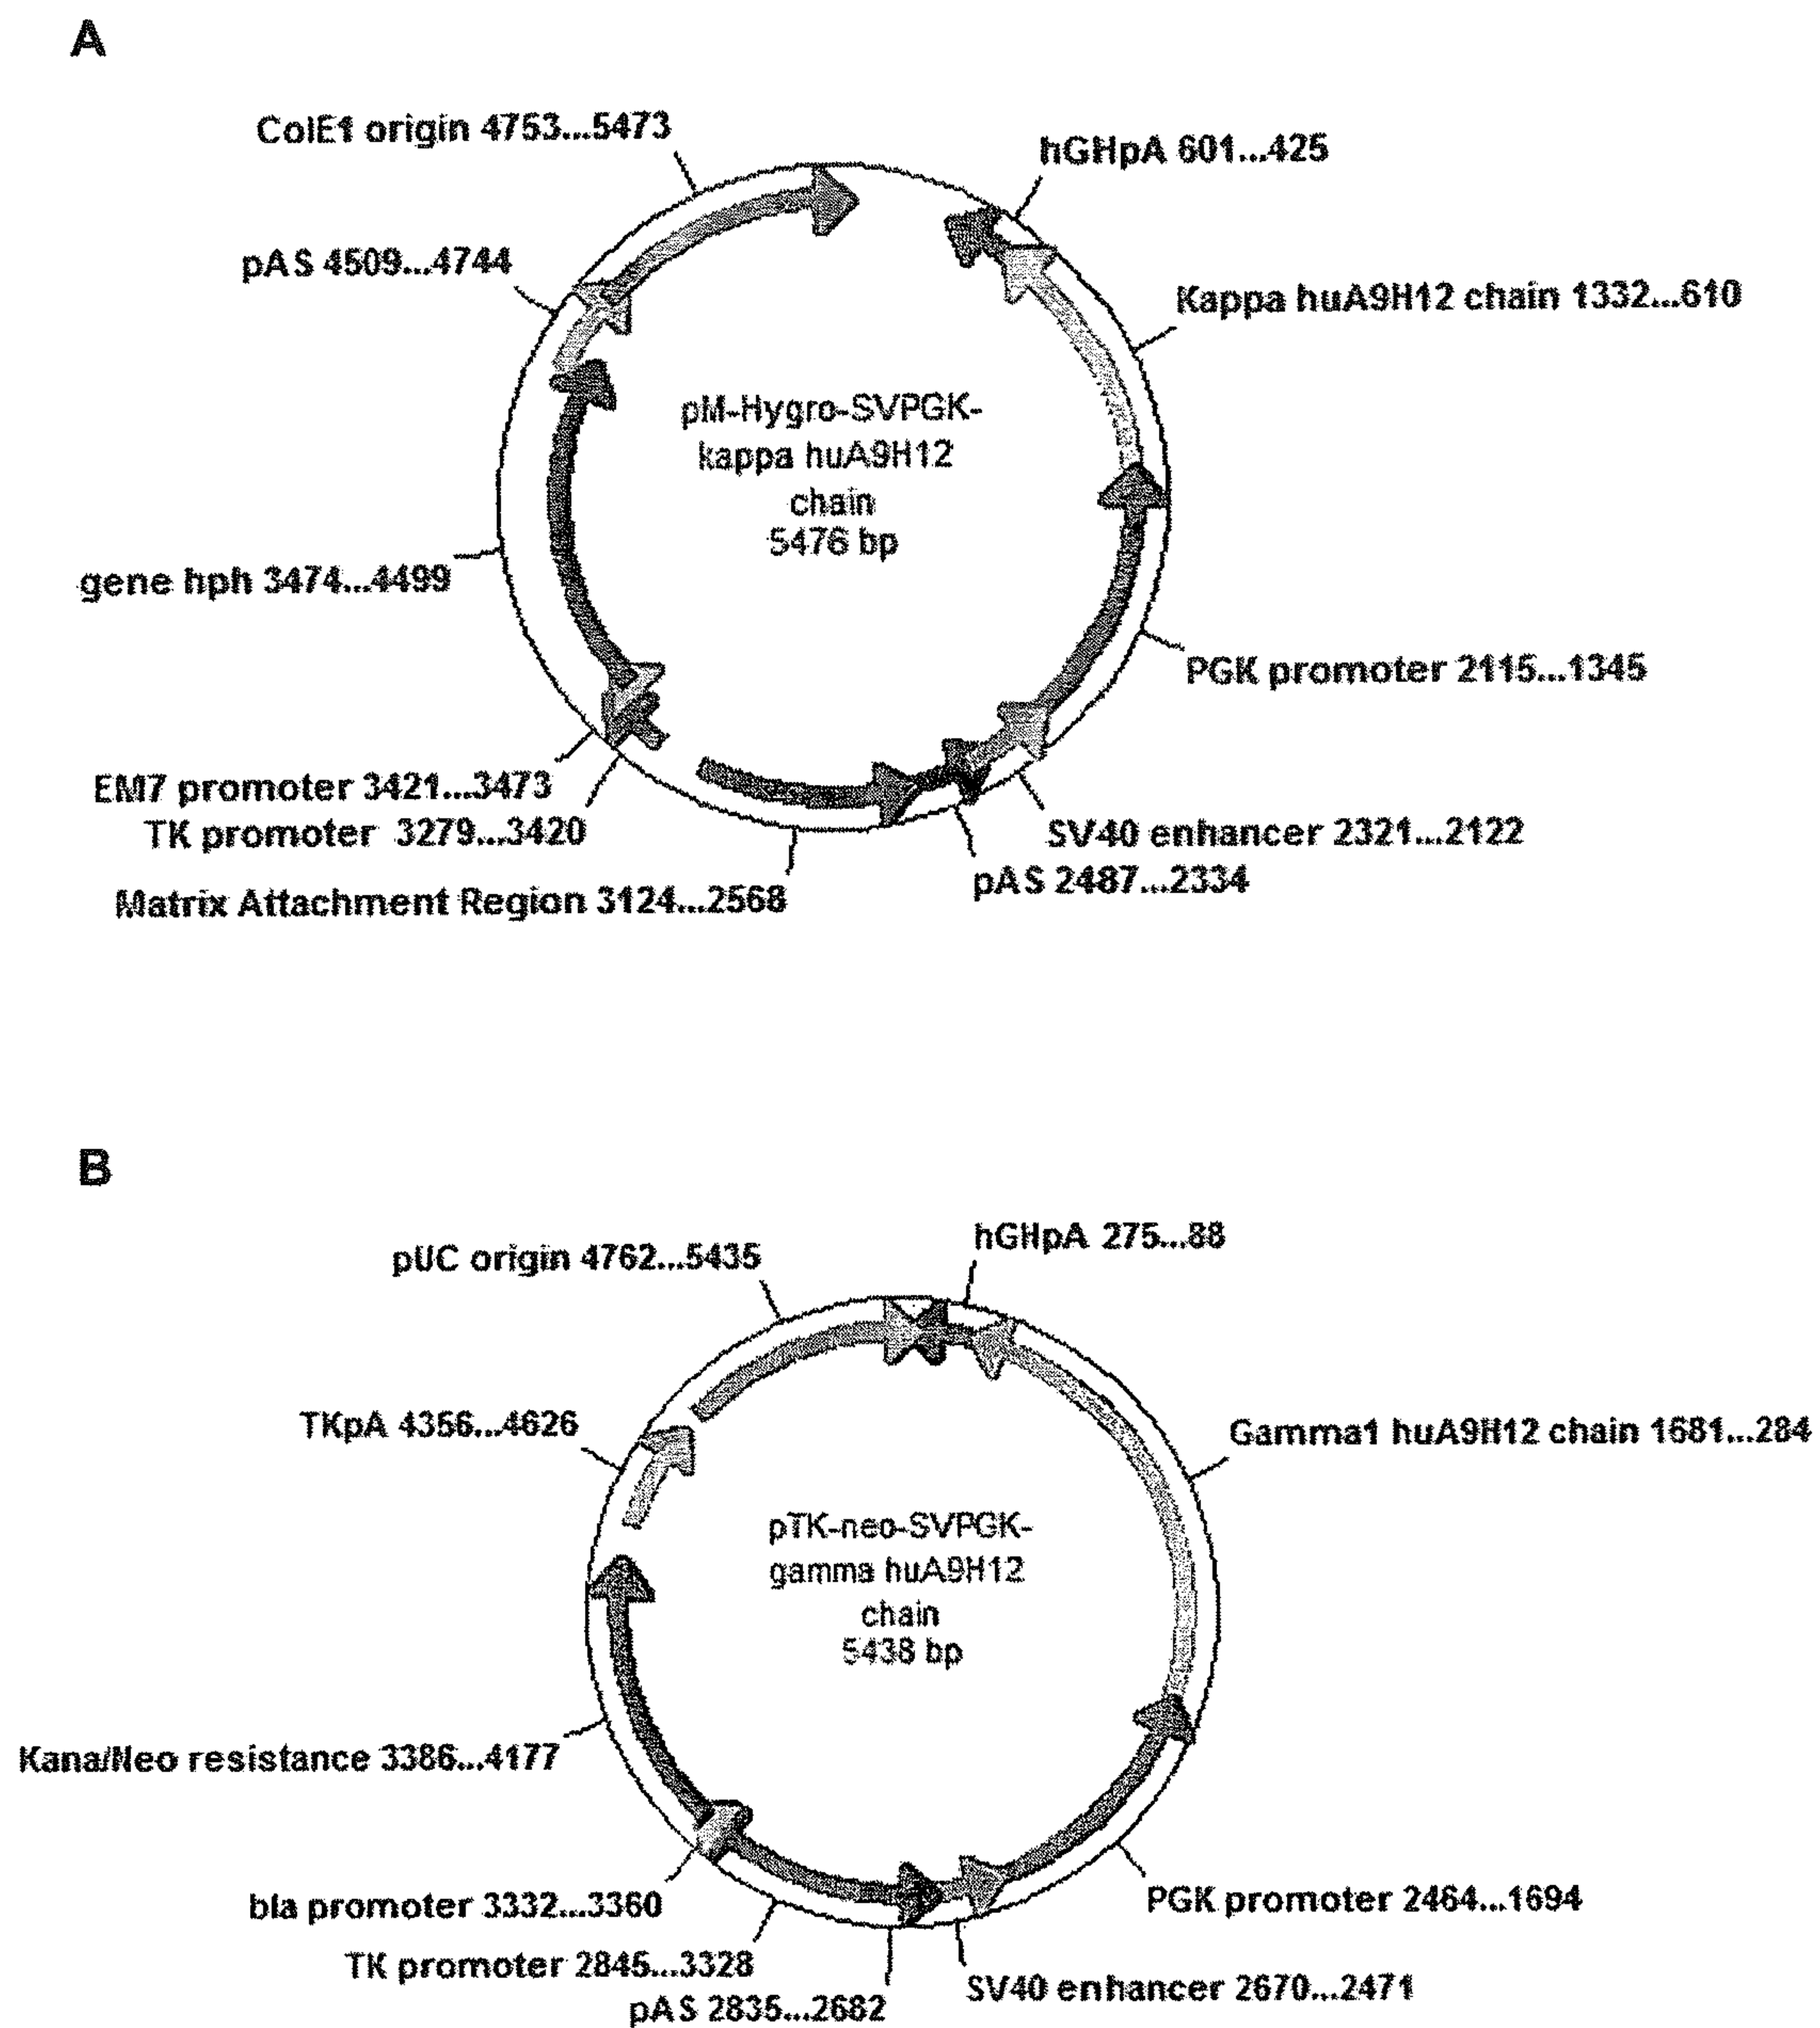 A
ColE1 origin 4753...5473
hGHpA 601...425
pAS 4509...4744
Kappa huA9H12 chain 1332...610
pM-Hygro-SVPGK-
kappa huA9H12
chain
5476 bp
gene hph 3474...4499
PGK promoter 2115...1345
EM7 promoter 3421...3473
TK promoter 3279...3420
SV40 enhancer 2321...2122
pAS 2487...2334
Matrix Attachment Region 3124...2568
B
pUC origin 4762...5435
hGHpA 275...88
TKpA 4356...4626
Gamma1 huA9H12 chain 1681...284
pTK-neo-SVPGK-
gamma huA9H12
chain
5438 bp
Kana/Neo resistance 3386...4177
bla promoter 3332...3360
PGK promoter 2464...1694
TK promoter 2845...3328
SV40 enhancer 2670...2471
pAS 2835...2682